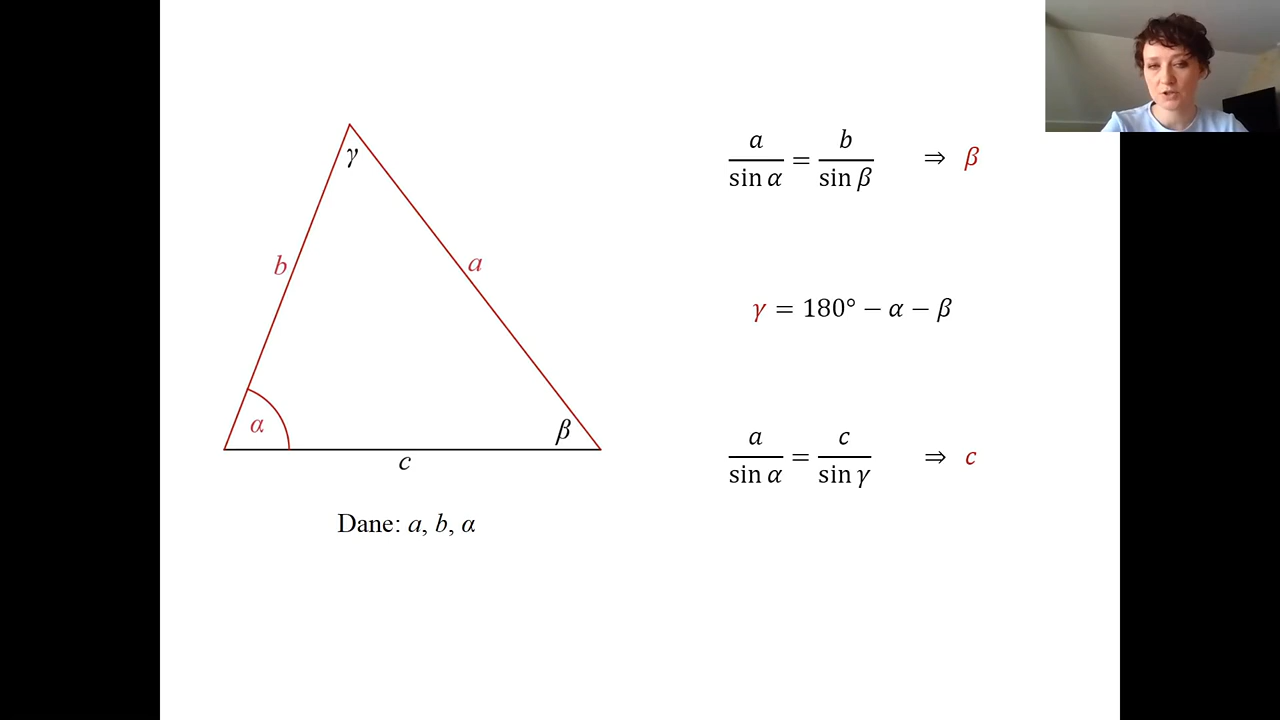 γ
b
a
α
β
c
Dane: a, b, α
a/sin α = b/sin β ⇒ β
γ = 180° − α − β
a/sin α = c/sin γ ⇒ c